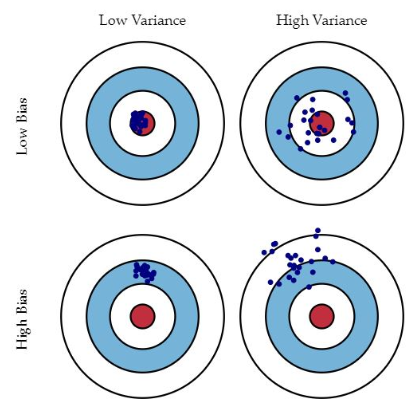 Low Variance
High Variance
Low Bias
High Bias